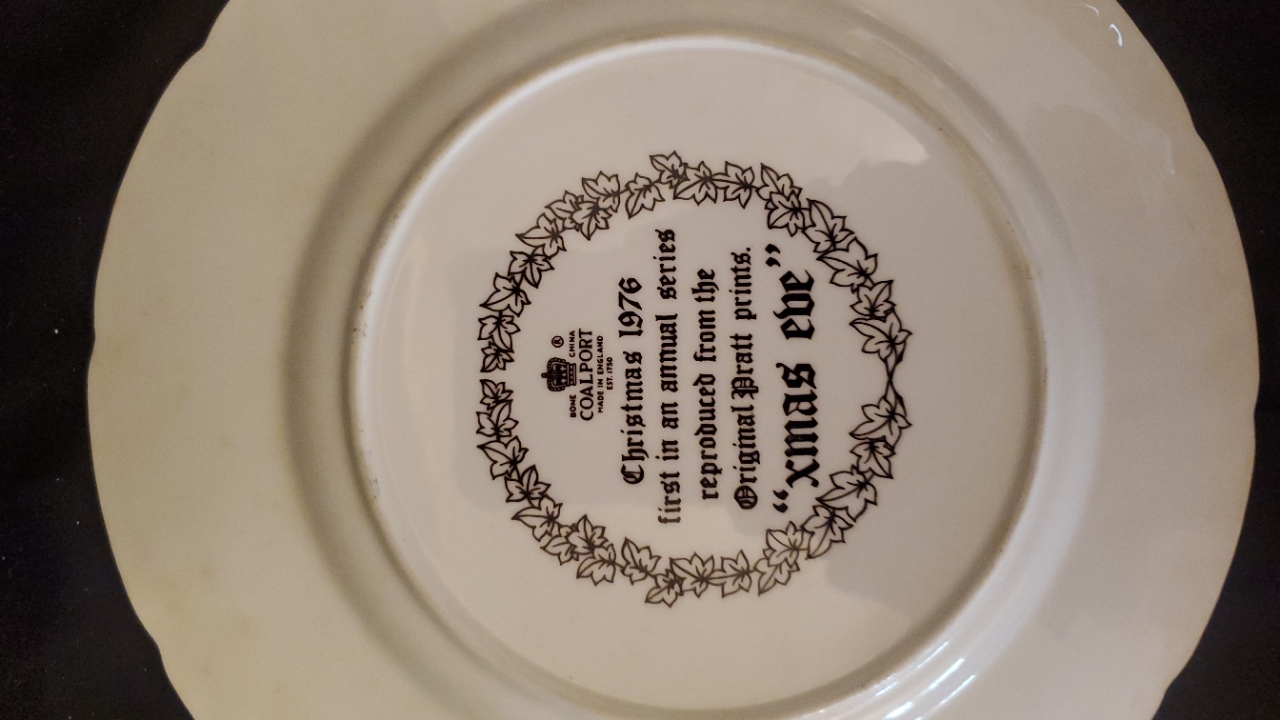 BONE CHINA ®
COALPORT
MADE IN ENGLAND
EST. 1750
Christmas 1976
first in an annual series
reproduced from the
Original Pratt prints.
“xmas eve”